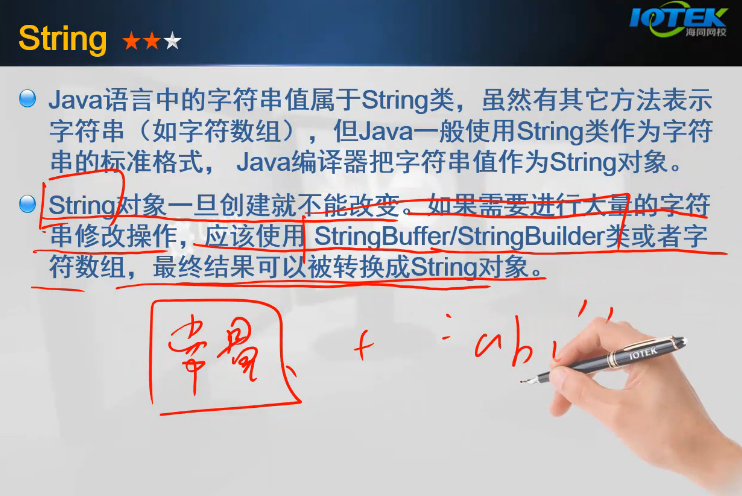 String
IOTEK
海同网校
Java语言中的字符串值属于String类，虽然有其它方法表示
字符串（如字符数组），但Java一般使用String类作为字符
串的标准格式， Java编译器把字符串值作为String对象。
String对象一旦创建就不能改变。如果需要进行大量的字符
串修改操作，应该使用 StringBuffer/StringBuilder类或者字
符数组，最终结果可以被转换成String对象。
常量 +
IOTEK